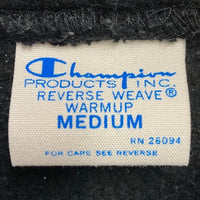 Champion
PRODUCTS INC.
REVERSE WEAVE®
WARMUP
MEDIUM
RN 26094
FOR CARE SEE REVERSE